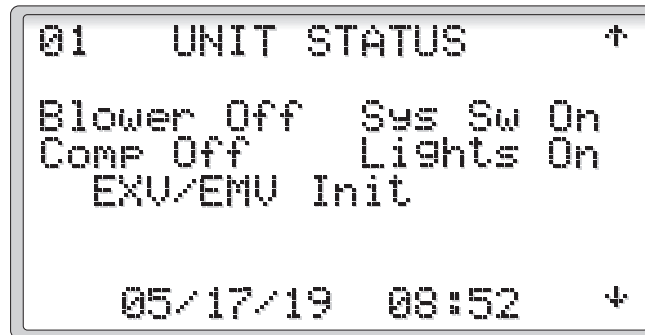 01 UNIT STATUS ↑
Blower Off Sys Sw On
Comp Off Lights On
EXV/EMV Init
05/17/19 08:52 ↓